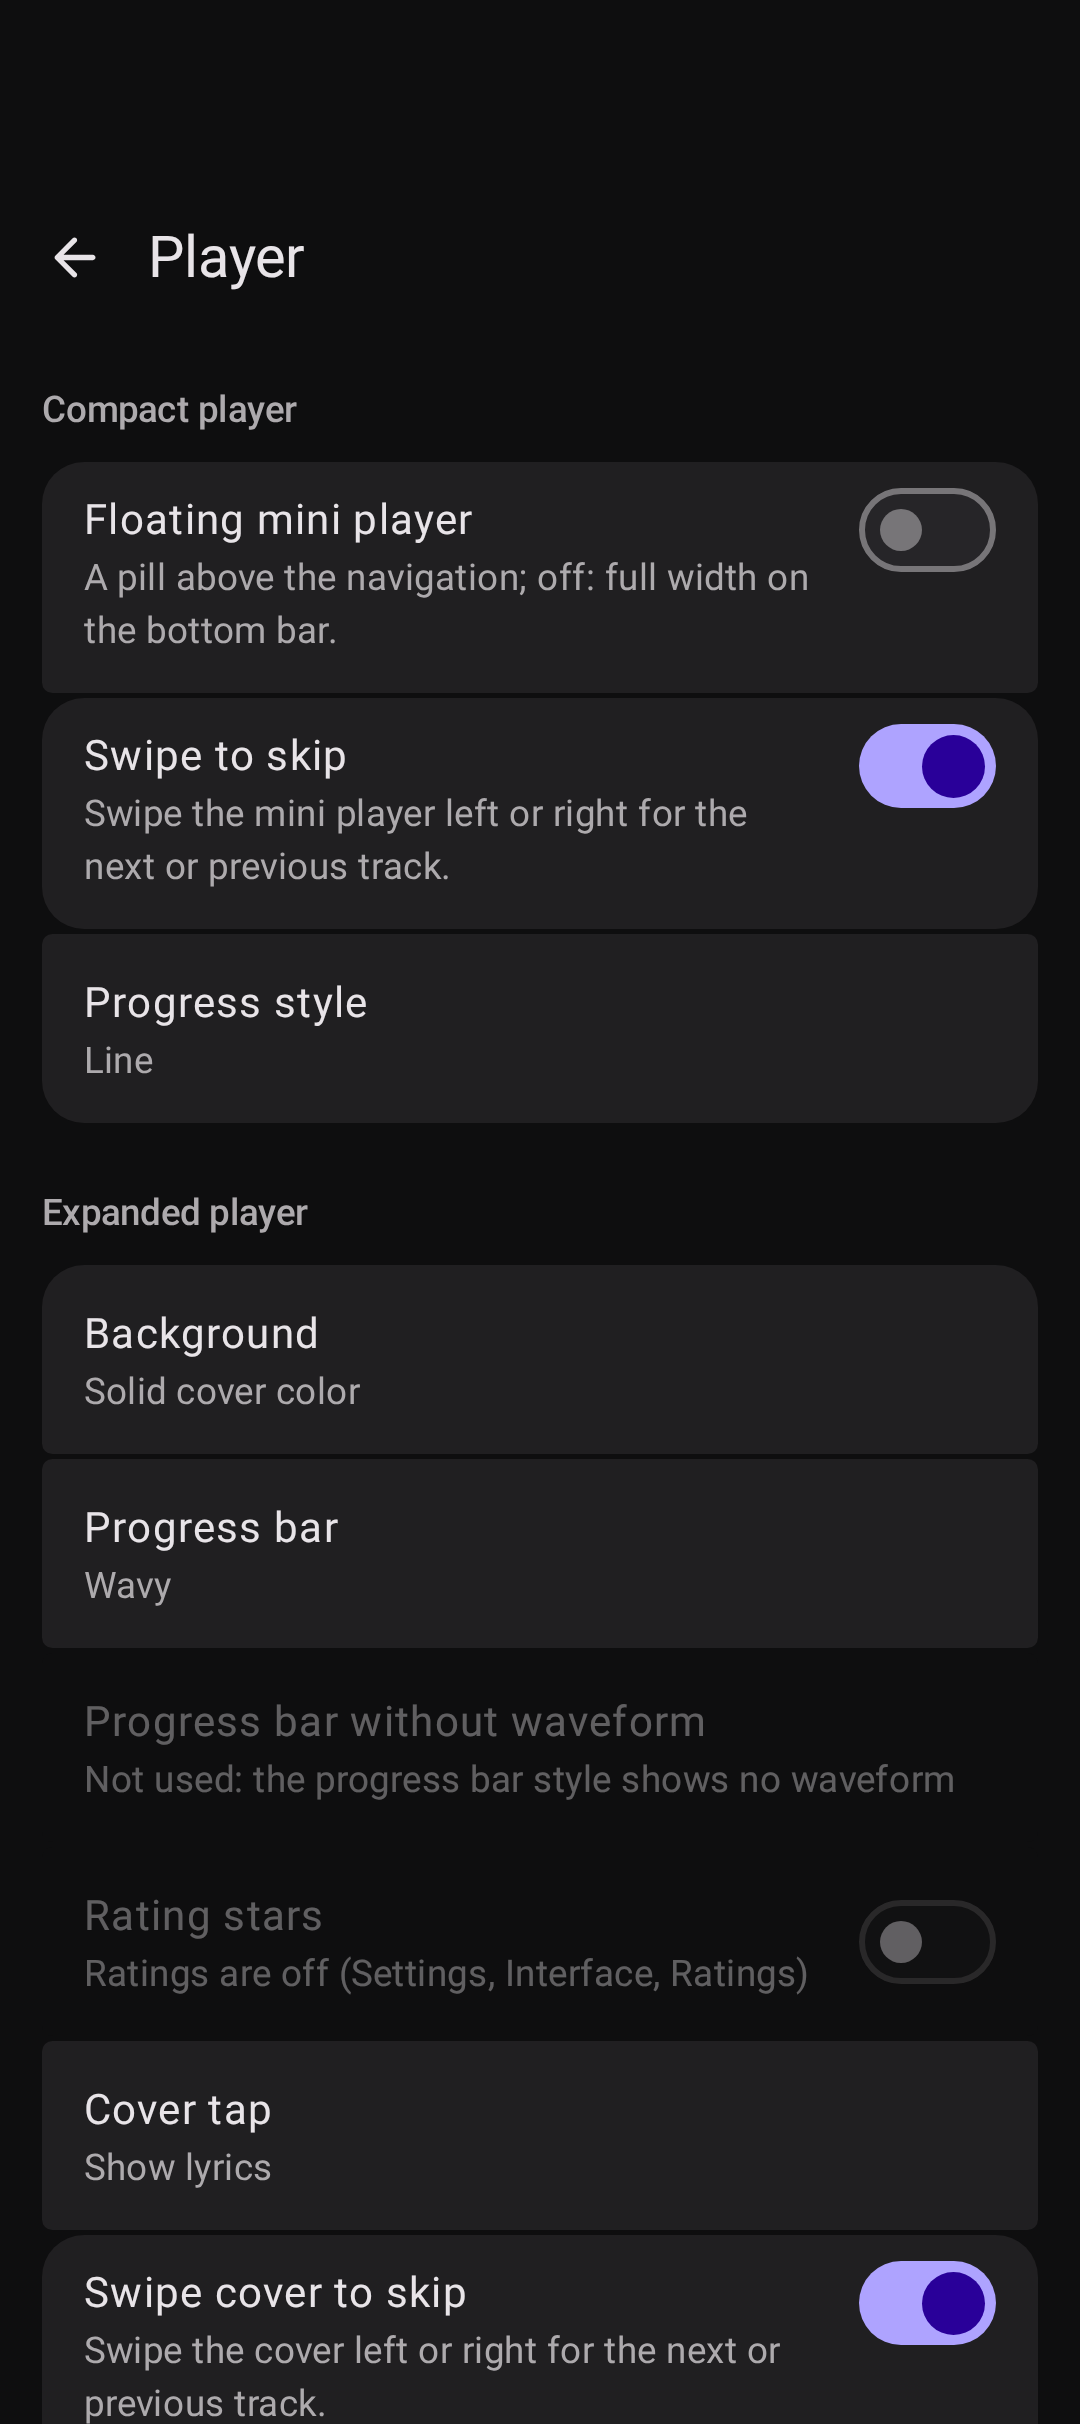 Player
Compact player
Floating mini player
A pill above the navigation; off: full width on
the bottom bar.
Swipe to skip
Swipe the mini player left or right for the
next or previous track.
Progress style
Line
Expanded player
Background
Solid cover color
Progress bar
Wavy
Progress bar without waveform
Not used: the progress bar style shows no waveform
Rating stars
Ratings are off (Settings, Interface, Ratings)
Cover tap
Show lyrics
Swipe cover to skip
Swipe the cover left or right for the next or
previous track.